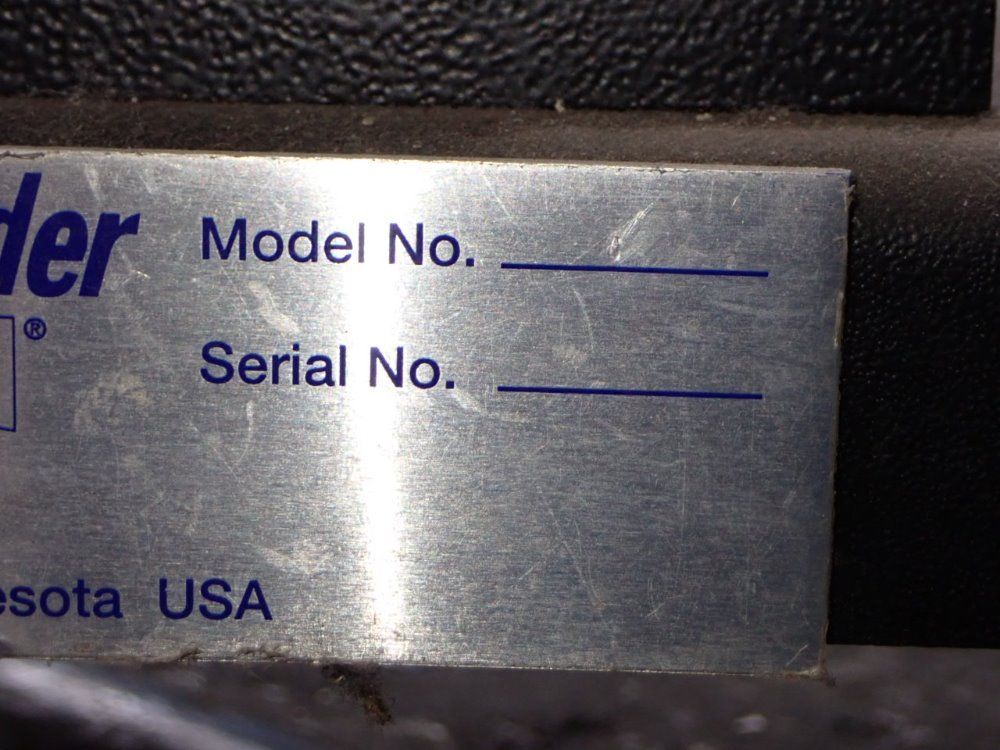 der
Model No.
®
Serial No.
esota USA